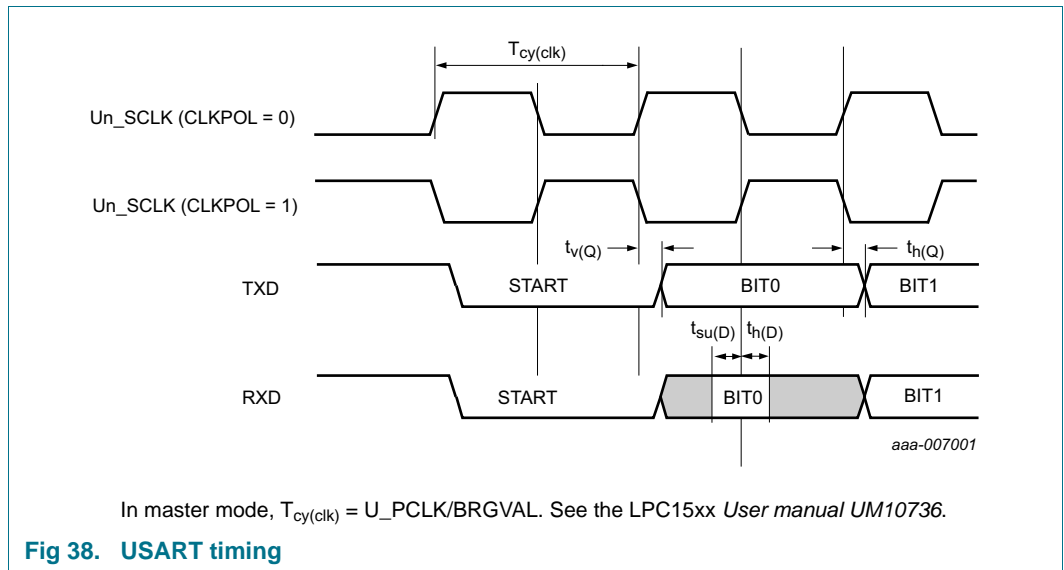 Tcy(clk)
Un_SCLK (CLKPOL = 0)
Un_SCLK (CLKPOL = 1)
tv(Q)
th(Q)
TXD
START
BIT0
BIT1
tsu(D)
th(D)
RXD
START
BIT0
BIT1
aaa-007001
In master mode, Tcy(clk) = U_PCLK/BRGVAL. See the LPC15xx User manual UM10736.
Fig 38. USART timing